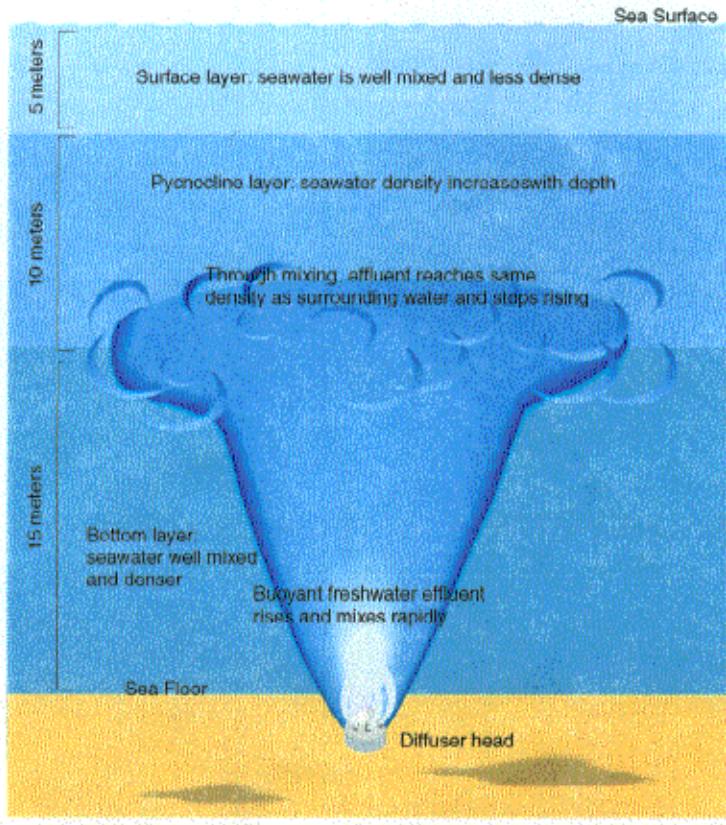 Sea Surface
5 meters
Surface layer: seawater is well mixed and less dense
10 meters
Pycnocline layer: seawater density increaseswith depth
Through mixing, effluent reaches same
density as surrounding water and stops rising
15 meters
Bottom layer:
seawater well mixed
and denser
Buoyant freshwater effluent
rises and mixes rapidly
Sea Floor
Diffuser head